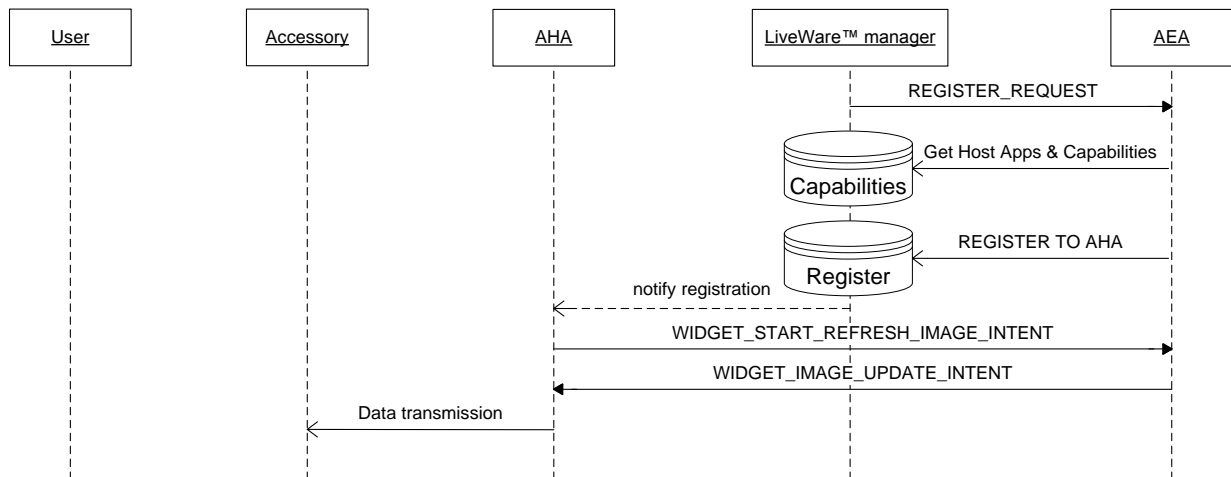 User
Accessory
AHA
LiveWare™ manager
AEA
REGISTER_REQUEST
Get Host Apps & Capabilities
Capabilities
REGISTER TO AHA
Register
notify registration
WIDGET_START_REFRESH_IMAGE_INTENT
WIDGET_IMAGE_UPDATE_INTENT
Data transmission